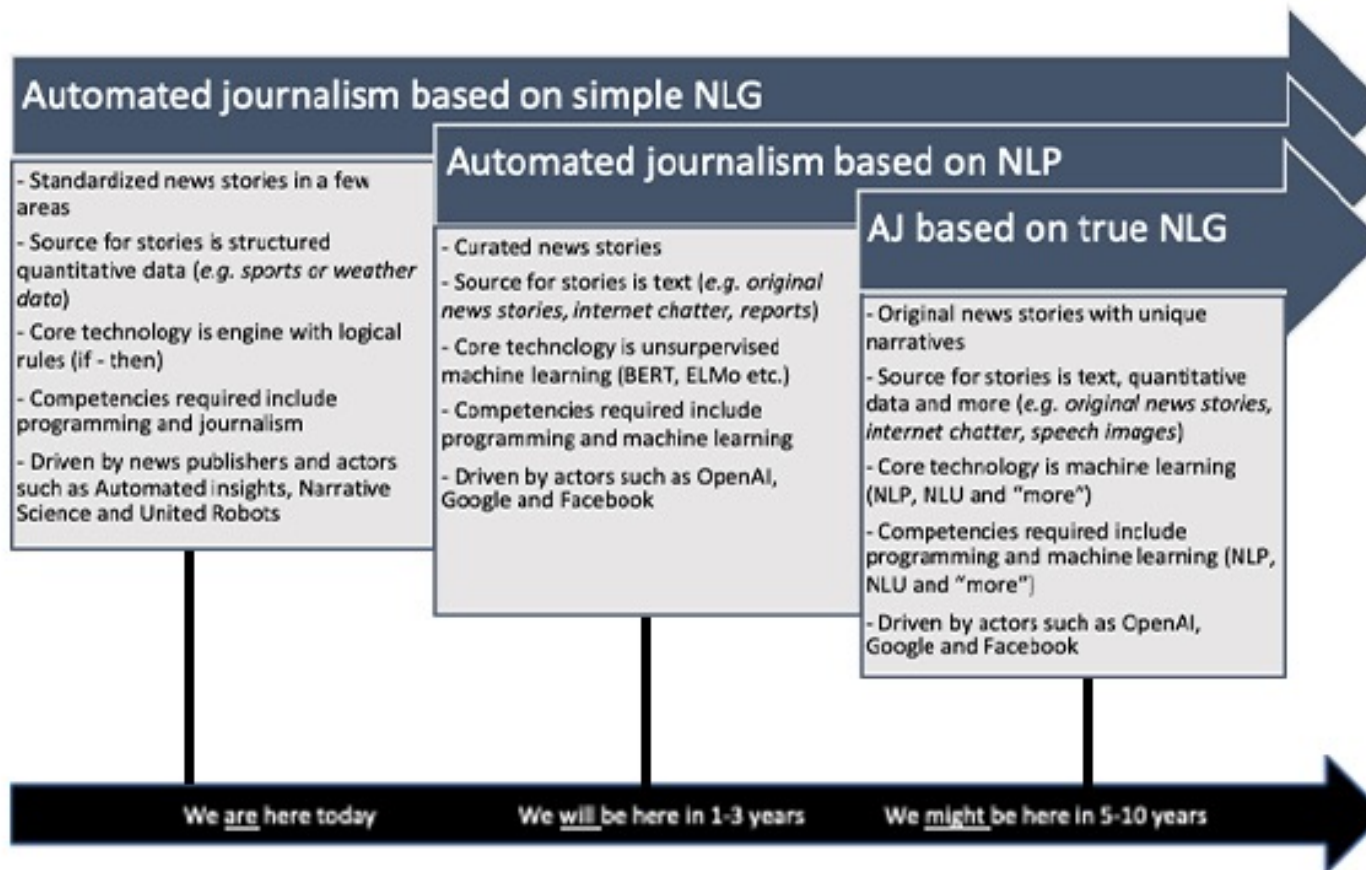 Automated journalism based on simple NLG
- Standardized news stories in a few
areas
- Source for stories is structured
quantitative data (e.g. sports or weather
data)
- Core technology is engine with logical
rules (if - then)
- Competencies required include
programming and journalism
- Driven by news publishers and actors
such as Automated insights, Narrative
Science and United Robots
Automated journalism based on NLP
- Curated news stories
- Source for stories is text (e.g. original
news stories, internet chatter, reports)
- Core technology is unsurpervised
machine learning (BERT, ELMo etc.)
- Competencies required include
programming and machine learning
- Driven by actors such as OpenAI,
Google and Facebook
AJ based on true NLG
- Original news stories with unique
narratives
- Source for stories is text, quantitative
data and more (e.g. original news stories,
internet chatter, speech images)
- Core technology is machine learning
(NLP, NLU and “more”)
- Competencies required include
programming and machine learning (NLP,
NLU and “more”)
- Driven by actors such as OpenAI,
Google and Facebook
We are here today
We will be here in 1-3 years
We might be here in 5-10 years